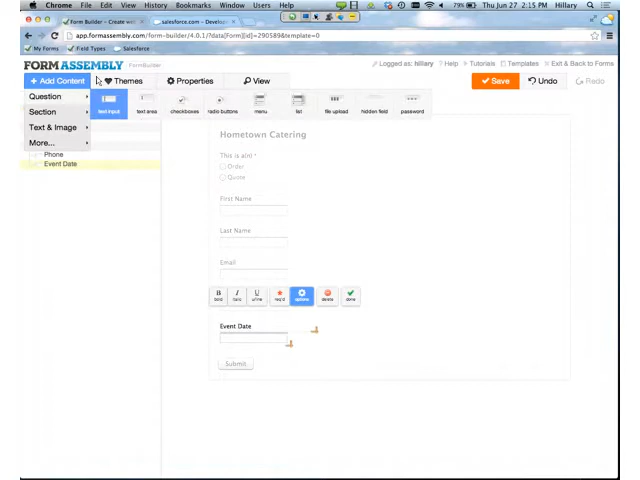 Chrome File Edit View History Bookmarks Window Users Help 79% Thu Jun 27 2:15 PM Hillary
Form Builder – Create web salesforce.com - Develop
app.formassembly.com/form-builder/4.0.1/?data[Form][id]=290589&template=0
My Forms Field Types Salesforce
FORM ASSEMBLY FormBuilder Logged as: hillary ? Help Tutorials Templates Exit & Back to Forms
+ Add Content Themes Properties View Save Undo Redo
Question
Section
Text & Image
More...
text input text area checkboxes radio buttons menu list file upload hidden field password
Phone
Event Date
Hometown Catering
This is a(n) *
Order
Quote
First Name
Last Name
Email
B I U
bold italic u'line req'd options delete done
Event Date
Submit